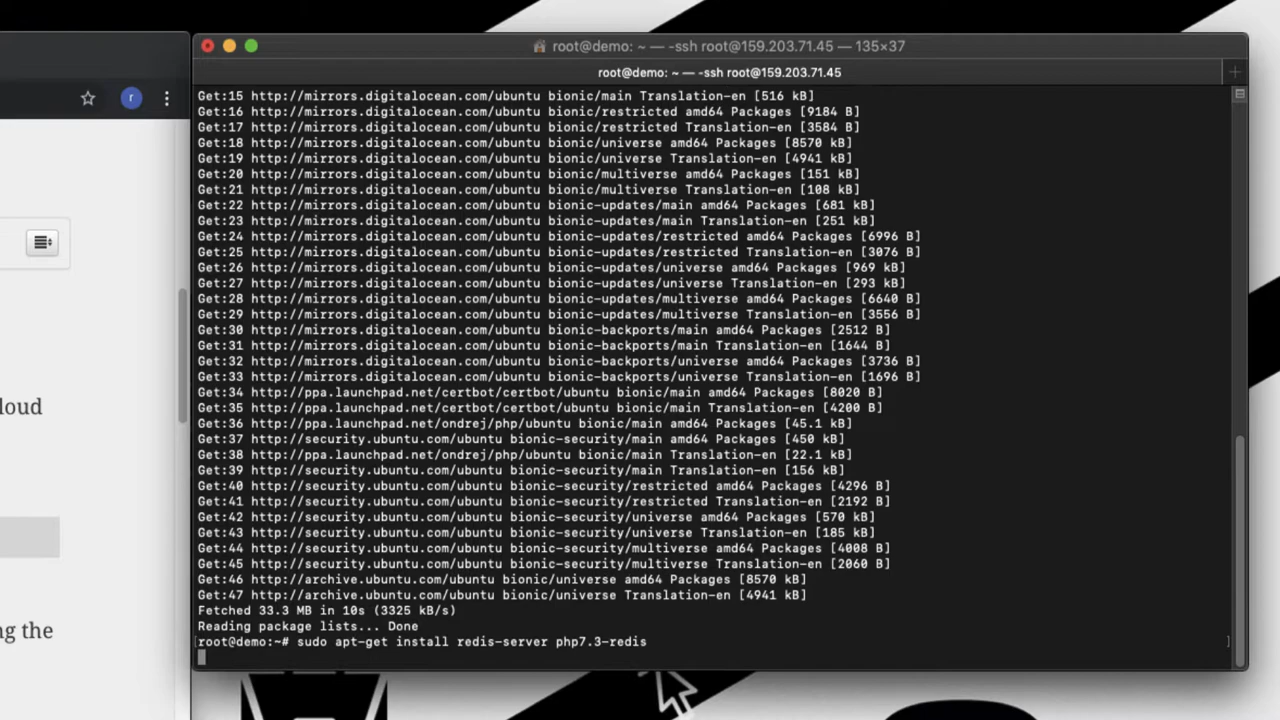 root@demo: ~ — -ssh root@159.203.71.45 — 135×37
root@demo: ~ — -ssh root@159.203.71.45
r
Get:15 http://mirrors.digitalocean.com/ubuntu bionic/main Translation-en [516 kB]
Get:16 http://mirrors.digitalocean.com/ubuntu bionic/restricted amd64 Packages [9184 B]
Get:17 http://mirrors.digitalocean.com/ubuntu bionic/restricted Translation-en [3584 B]
Get:18 http://mirrors.digitalocean.com/ubuntu bionic/universe amd64 Packages [8570 kB]
Get:19 http://mirrors.digitalocean.com/ubuntu bionic/universe Translation-en [4941 kB]
Get:20 http://mirrors.digitalocean.com/ubuntu bionic/multiverse amd64 Packages [151 kB]
Get:21 http://mirrors.digitalocean.com/ubuntu bionic/multiverse Translation-en [108 kB]
Get:22 http://mirrors.digitalocean.com/ubuntu bionic-updates/main amd64 Packages [681 kB]
Get:23 http://mirrors.digitalocean.com/ubuntu bionic-updates/main Translation-en [251 kB]
Get:24 http://mirrors.digitalocean.com/ubuntu bionic-updates/restricted amd64 Packages [6996 B]
Get:25 http://mirrors.digitalocean.com/ubuntu bionic-updates/restricted Translation-en [3076 B]
Get:26 http://mirrors.digitalocean.com/ubuntu bionic-updates/universe amd64 Packages [969 kB]
Get:27 http://mirrors.digitalocean.com/ubuntu bionic-updates/universe Translation-en [293 kB]
Get:28 http://mirrors.digitalocean.com/ubuntu bionic-updates/multiverse amd64 Packages [6640 B]
Get:29 http://mirrors.digitalocean.com/ubuntu bionic-updates/multiverse Translation-en [3556 B]
Get:30 http://mirrors.digitalocean.com/ubuntu bionic-backports/main amd64 Packages [2512 B]
Get:31 http://mirrors.digitalocean.com/ubuntu bionic-backports/main Translation-en [1644 B]
Get:32 http://mirrors.digitalocean.com/ubuntu bionic-backports/universe amd64 Packages [3736 B]
Get:33 http://mirrors.digitalocean.com/ubuntu bionic-backports/universe Translation-en [1696 B]
Get:34 http://ppa.launchpad.net/certbot/certbot/ubuntu bionic/main amd64 Packages [8020 B]
Get:35 http://ppa.launchpad.net/certbot/certbot/ubuntu bionic/main Translation-en [4200 B]
Get:36 http://ppa.launchpad.net/ondrej/php/ubuntu bionic/main amd64 Packages [45.1 kB]
Get:37 http://security.ubuntu.com/ubuntu bionic-security/main amd64 Packages [450 kB]
Get:38 http://ppa.launchpad.net/ondrej/php/ubuntu bionic/main Translation-en [22.1 kB]
Get:39 http://security.ubuntu.com/ubuntu bionic-security/main Translation-en [156 kB]
Get:40 http://security.ubuntu.com/ubuntu bionic-security/restricted amd64 Packages [4296 B]
Get:41 http://security.ubuntu.com/ubuntu bionic-security/restricted Translation-en [2192 B]
Get:42 http://security.ubuntu.com/ubuntu bionic-security/universe amd64 Packages [570 kB]
Get:43 http://security.ubuntu.com/ubuntu bionic-security/universe Translation-en [185 kB]
Get:44 http://security.ubuntu.com/ubuntu bionic-security/multiverse amd64 Packages [4008 B]
Get:45 http://security.ubuntu.com/ubuntu bionic-security/multiverse Translation-en [2060 B]
Get:46 http://archive.ubuntu.com/ubuntu bionic/universe amd64 Packages [8570 kB]
Get:47 http://archive.ubuntu.com/ubuntu bionic/universe Translation-en [4941 kB]
Fetched 33.3 MB in 10s (3325 kB/s)
Reading package lists... Done
[root@demo:~# sudo apt-get install redis-server php7.3-redis ]
loud
ng the